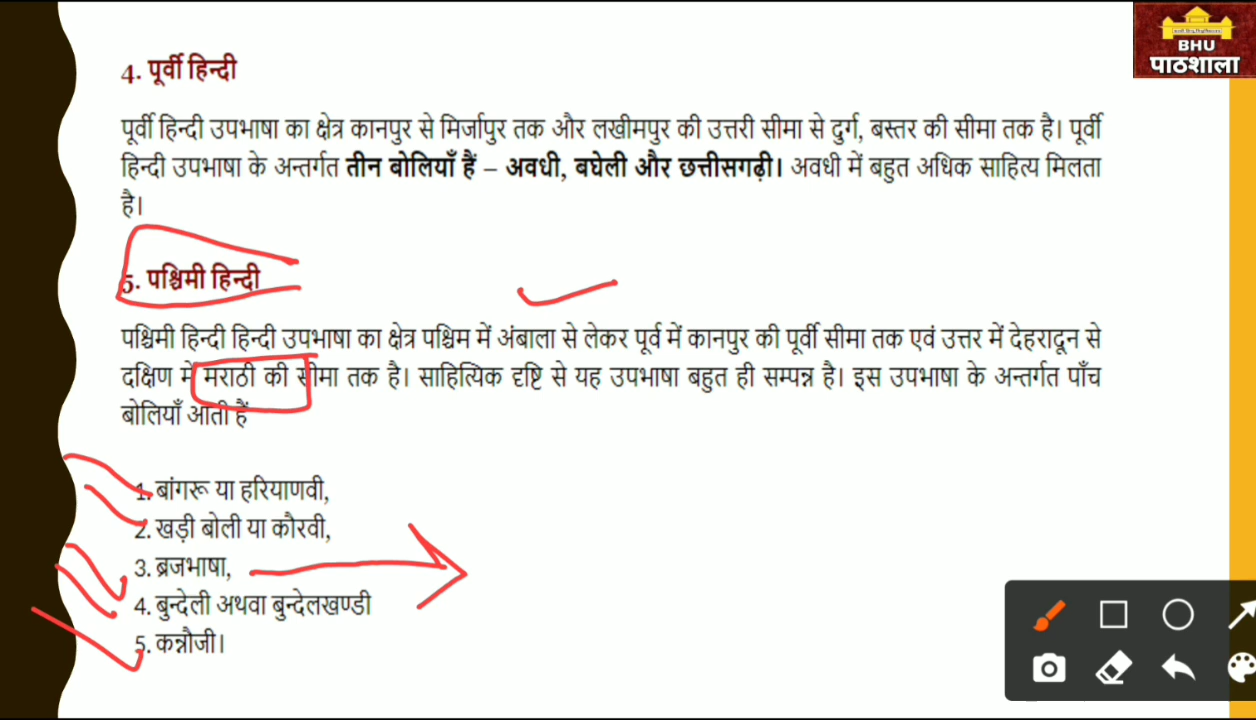 BHU
पाठशाला
4. पूर्वी हिन्दी
पूर्वी हिन्दी उपभाषा का क्षेत्र कानपुर से मिर्जापुर तक और लखीमपुर की उत्तरी सीमा से दुर्ग, बस्तर की सीमा तक है। पूर्वी
हिन्दी उपभाषा के अन्तर्गत तीन बोलियाँ हैं – अवधी, बघेली और छत्तीसगढ़ी। अवधी में बहुत अधिक साहित्य मिलता
है।
5. पश्चिमी हिन्दी
पश्चिमी हिन्दी हिन्दी उपभाषा का क्षेत्र पश्चिम में अंबाला से लेकर पूर्व में कानपुर की पूर्वी सीमा तक एवं उत्तर में देहरादून से
दक्षिण में मराठी की सीमा तक है। साहित्यिक दृष्टि से यह उपभाषा बहुत ही सम्पन्न है। इस उपभाषा के अन्तर्गत पाँच
बोलियाँ आती हैं
1. बांगरू या हरियाणवी,
2. खड़ी बोली या कौरवी,
3. ब्रजभाषा,
4. बुन्देली अथवा बुन्देलखण्डी
5. कन्नौजी।